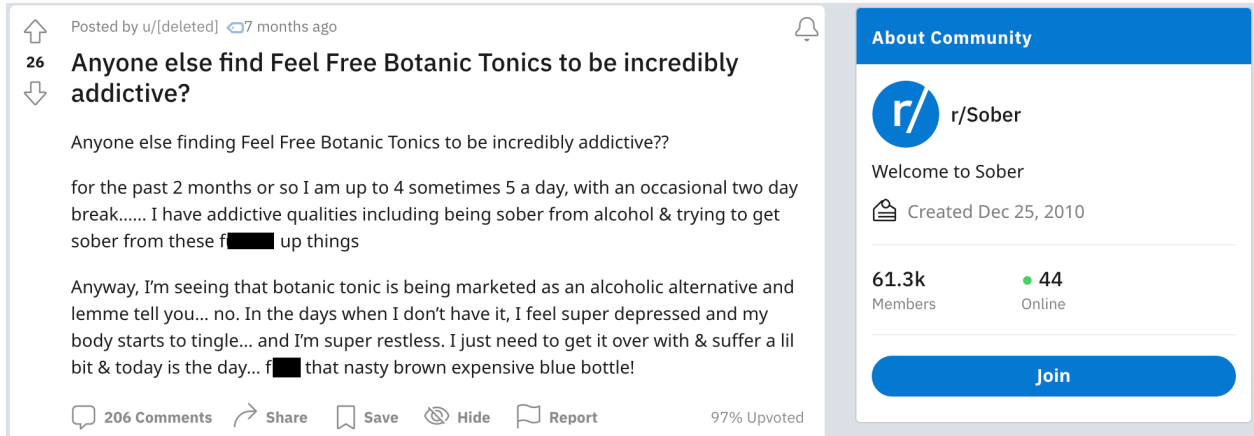 Posted by u/[deleted] 7 months ago
26
Anyone else find Feel Free Botanic Tonics to be incredibly
addictive?
Anyone else finding Feel Free Botanic Tonics to be incredibly addictive??
for the past 2 months or so I am up to 4 sometimes 5 a day, with an occasional two day
break...... I have addictive qualities including being sober from alcohol & trying to get
sober from these f up things
Anyway, I'm seeing that botanic tonic is being marketed as an alcoholic alternative and
lemme tell you... no. In the days when I don't have it, I feel super depressed and my
body starts to tingle... and I'm super restless. I just need to get it over with & suffer a lil
bit & today is the day... f that nasty brown expensive blue bottle!
206 Comments Share Save Hide Report 97% Upvoted
About Community
r/ r/Sober
Welcome to Sober
Created Dec 25, 2010
61.3k 44
Members Online
Join